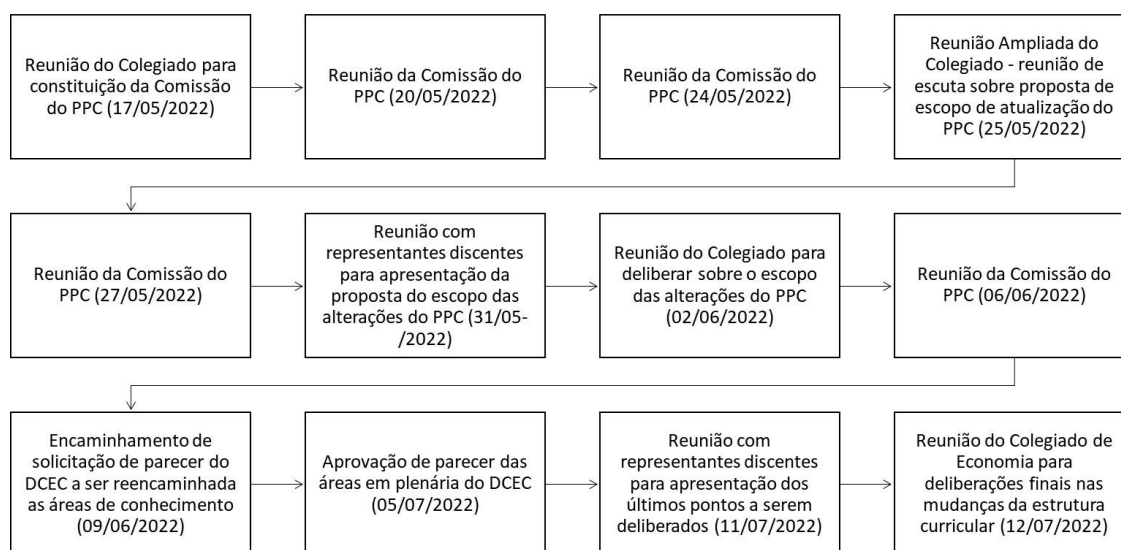 Reunião do Colegiado para
constituição da Comissão
do PPC (17/05/2022)
Reunião da Comissão do
PPC (20/05/2022)
Reunião da Comissão do
PPC (24/05/2022)
Reunião Ampliada do
Colegiado - reunião de
escuta sobre proposta de
escopo de atualização do
PPC (25/05/2022)
Reunião da Comissão do
PPC (27/05/2022)
Reunião com
representantes discentes
para apresentação da
proposta do escopo das
alterações do PPC (31/05-
/2022)
Reunião do Colegiado para
deliberar sobre o escopo
das alterações do PPC
(02/06/2022)
Reunião da Comissão do
PPC (06/06/2022)
Encaminhamento de
solicitação de parecer do
DCEC a ser reencaminhada
as áreas de conhecimento
(09/06/2022)
Aprovação de parecer das
áreas em plenária do DCEC
(05/07/2022)
Reunião com
representantes discentes
para apresentação dos
últimos pontos a serem
deliberados (11/07/2022)
Reunião do Colegiado de
Economia para
deliberações finais nas
mudanças da estrutura
curricular (12/07/2022)